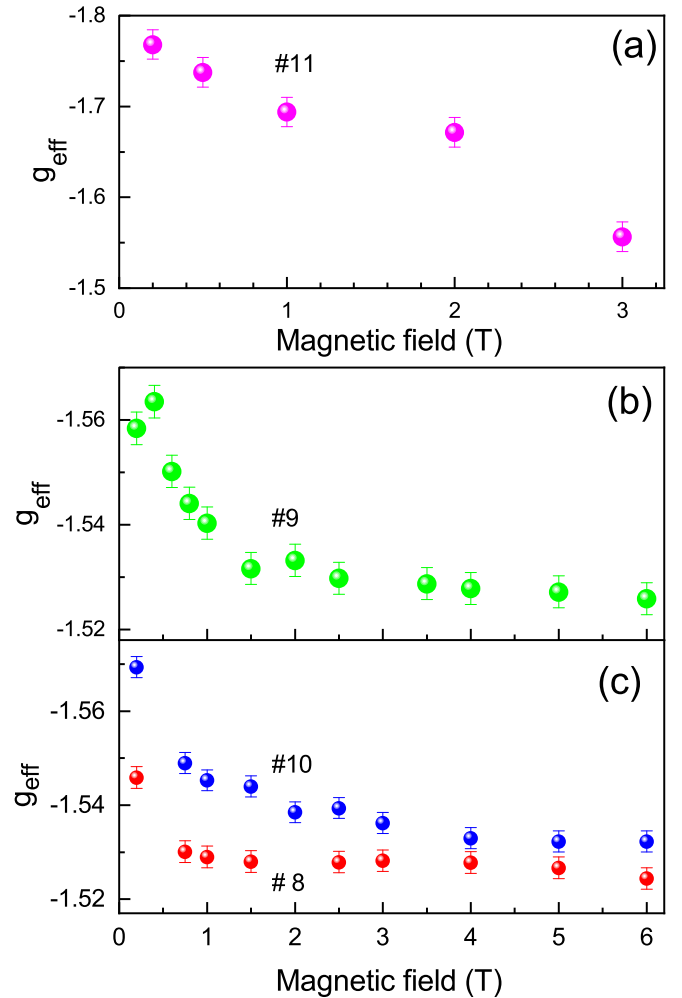 -1.8
(a)
#11
-1.7
g_eff
-1.6
-1.5
0 1 2 3
Magnetic field (T)
(b)
-1.56
g_eff
-1.54
#9
-1.52
(c)
-1.56
#10
g_eff
-1.54
# 8
-1.52
0 1 2 3 4 5 6
Magnetic field (T)